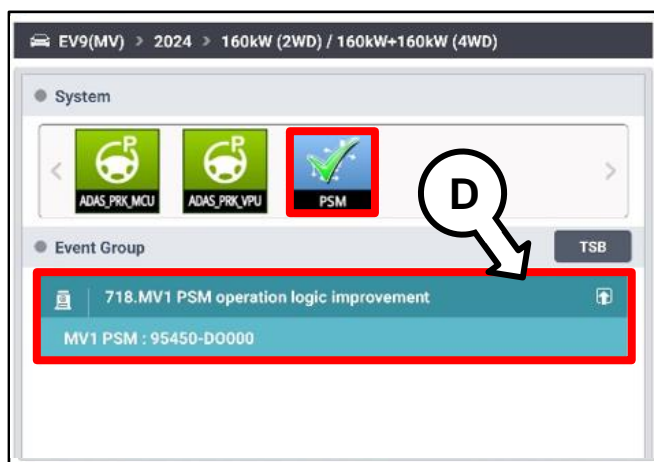 EV9(MV) > 2024 > 160kW (2WD) / 160kW+160kW (4WD)
System
P P
ADAS_PRK_MCU ADAS_PRK_VPU PSM
D
Event Group TSB
718.MV1 PSM operation logic improvement
MV1 PSM : 95450-DO000